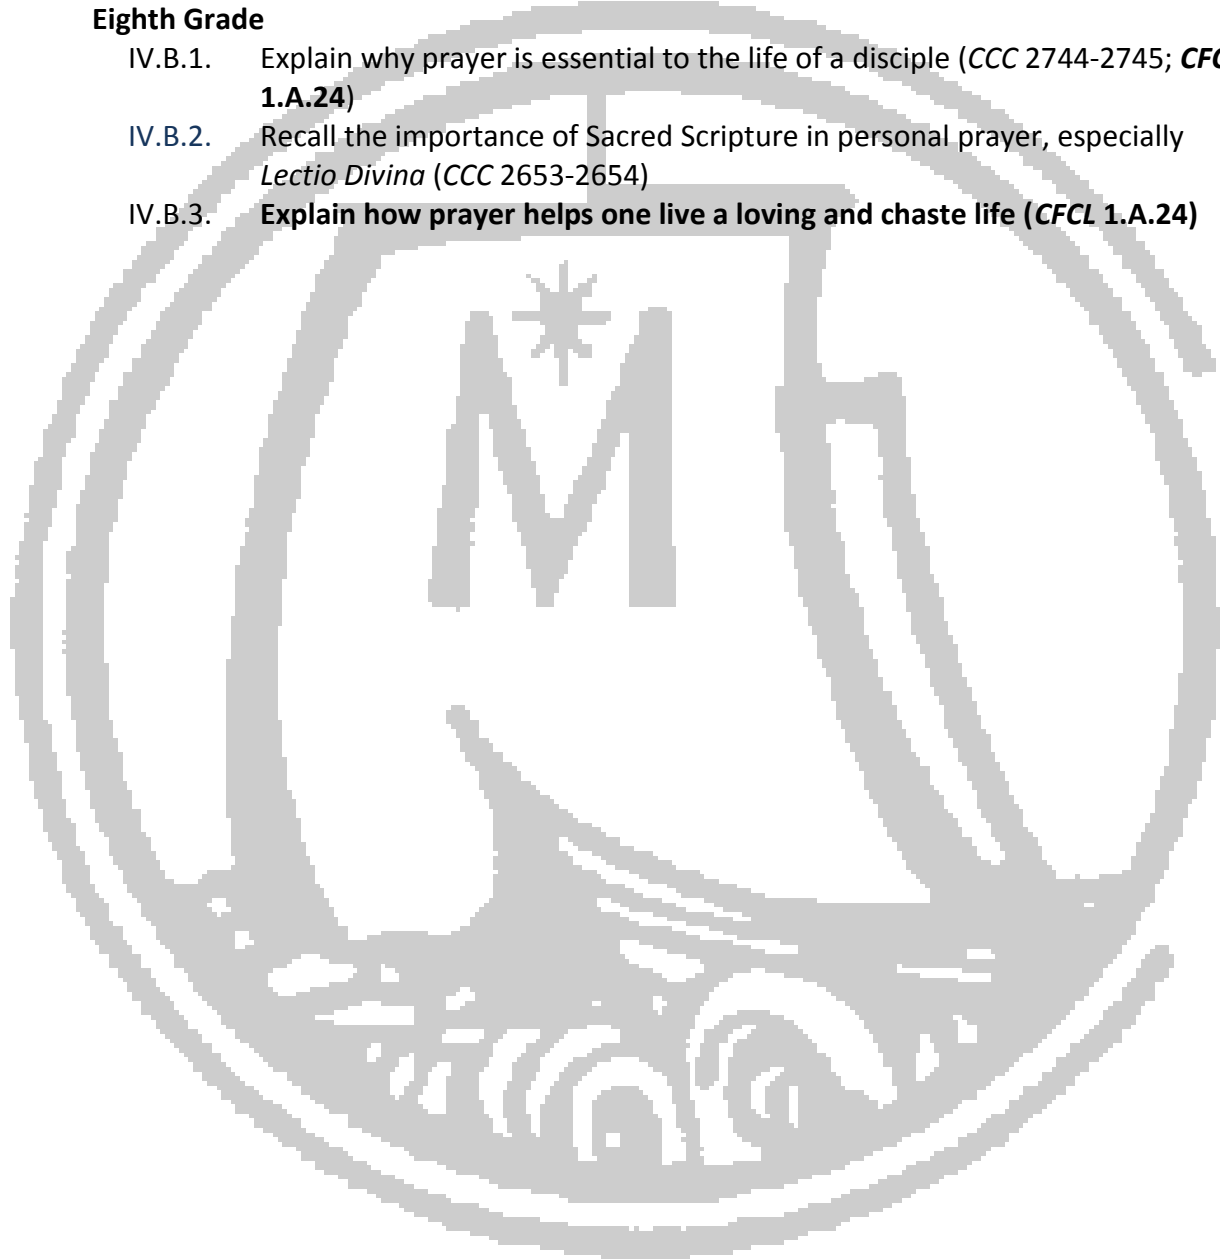 Eighth Grade
IV.B.1. Explain why prayer is essential to the life of a disciple (CCC 2744-2745; CFC
1.A.24)
IV.B.2. Recall the importance of Sacred Scripture in personal prayer, especially
Lectio Divina (CCC 2653-2654)
IV.B.3. Explain how prayer helps one live a loving and chaste life (CFCL 1.A.24)
M